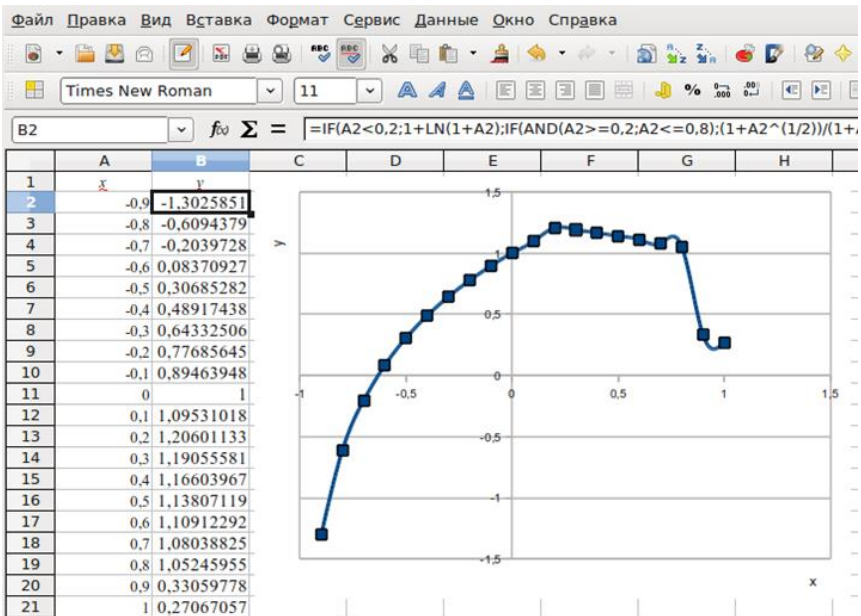 Файл Правка Вид Вставка Формат Сервис Данные Окно Справка
Times New Roman 11
B2 =IF(A2<0,2;1+LN(1+A2);IF(AND(A2>=0,2;A2<=0,8);(1+A2^(1/2))/(1+
A B C D E F G H
1 x y
2 -0,9 -1,3025851
3 -0,8 -0,6094379
4 -0,7 -0,2039728
5 -0,6 0,08370927
6 -0,5 0,30685282
7 -0,4 0,48917438
8 -0,3 0,64332506
9 -0,2 0,77685645
10 -0,1 0,89463948
11 0 1
12 0,1 1,09531018
13 0,2 1,20601133
14 0,3 1,19055581
15 0,4 1,16603967
16 0,5 1,13807119
17 0,6 1,10912292
18 0,7 1,08038825
19 0,8 1,05245955
20 0,9 0,33059778
21 1 0,27067057
1,5
y
1
0,5
0
-1 -0,5 0 0,5 1 1,5
-0,5
-1
-1,5
x